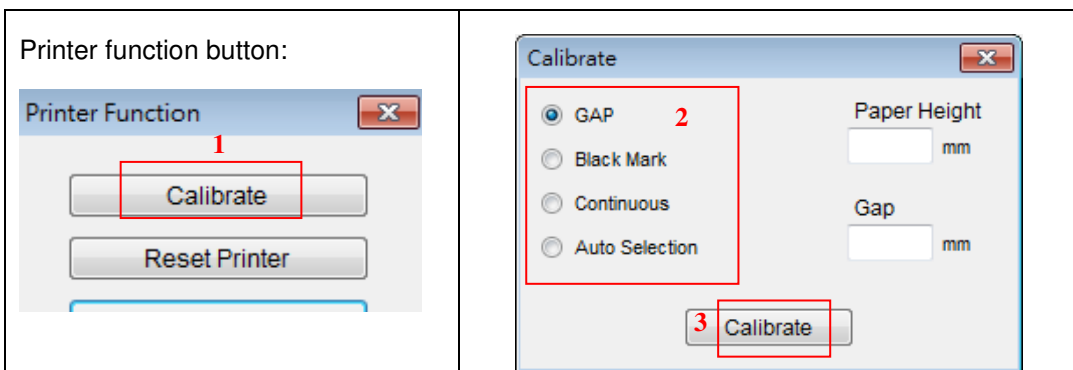 Printer function button:
Printer Function
1
Calibrate
Reset Printer
Calibrate
GAP
2
Black Mark
Continuous
Auto Selection
Paper Height
mm
Gap
mm
3
Calibrate